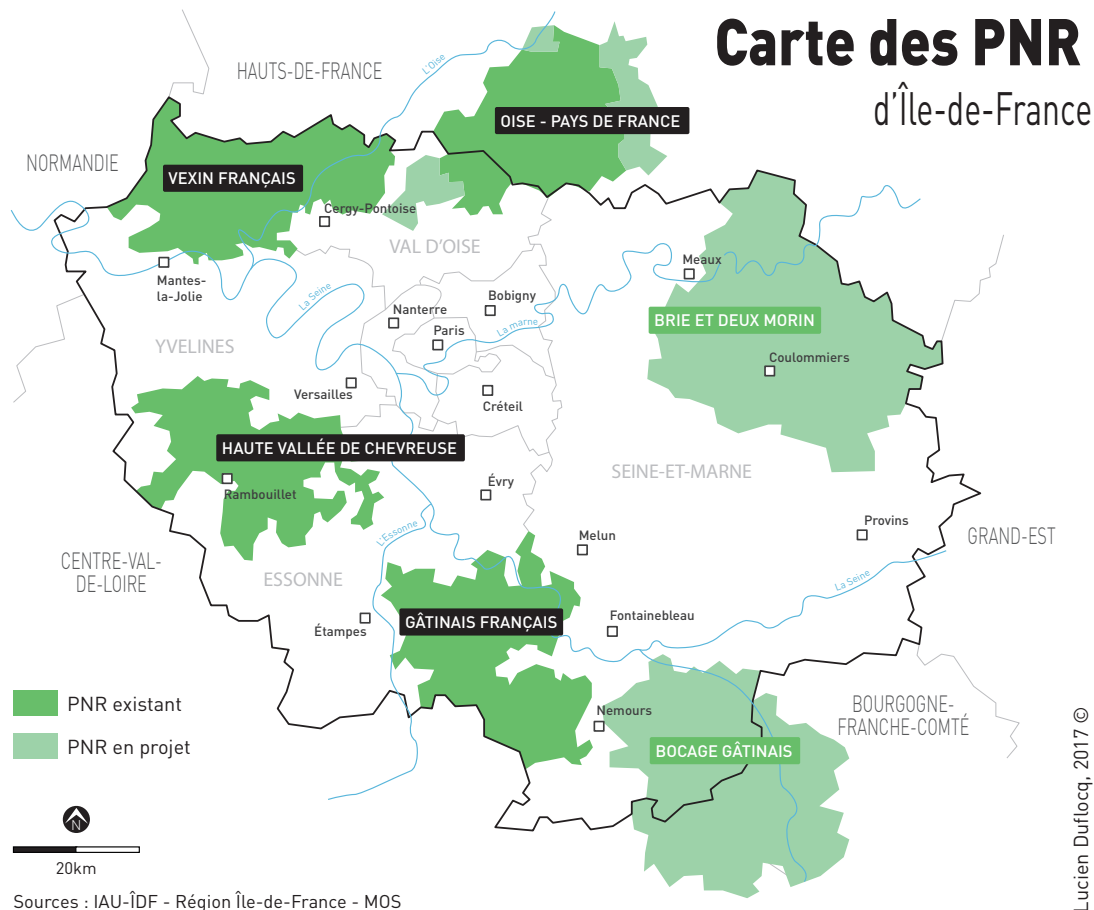 Carte des PNR
d'Île-de-France
HAUTS-DE-FRANCE
L'Oise
OISE - PAYS DE FRANCE
NORMANDIE
VEXIN FRANÇAIS
Cergy-Pontoise
VAL D'OISE
Mantes-
la-Jolie
La Seine
Meaux
Nanterre
Bobigny
Paris
La marne
BRIE ET DEUX MORIN
YVELINES
Coulommiers
Versailles
Créteil
HAUTE VALLÉE DE CHEVREUSE
SEINE-ET-MARNE
Rambouillet
Évry
L'Essonne
Melun
Provins
GRAND-EST
CENTRE-VAL-
DE-LOIRE
ESSONNE
La Seine
Étampes
GÂTINAIS FRANÇAIS
Fontainebleau
Nemours
BOCAGE GÂTINAIS
BOURGOGNE-
FRANCHE-COMTÉ
PNR existant
PNR en projet
N
20km
Sources : IAU-ÎDF - Région Île-de-France - MOS
Lucien Duflocq, 2017 ©